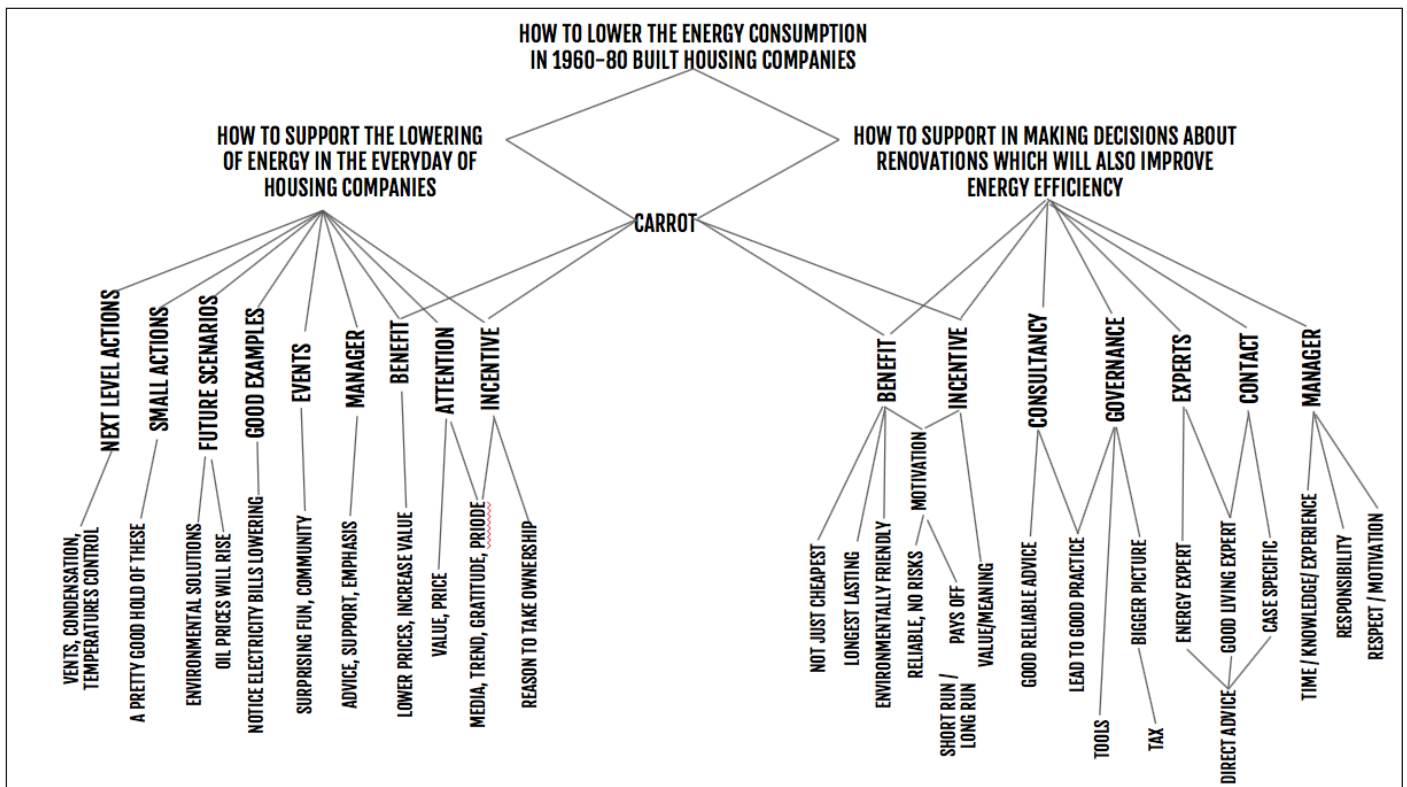 HOW TO LOWER THE ENERGY CONSUMPTION
IN 1960-80 BUILT HOUSING COMPANIES
HOW TO SUPPORT THE LOWERING
OF ENERGY IN THE EVERYDAY OF
HOUSING COMPANIES
HOW TO SUPPORT IN MAKING DECISIONS ABOUT
RENOVATIONS WHICH WILL ALSO IMPROVE
ENERGY EFFICIENCY
CARROT
NEXT LEVEL ACTIONS
SMALL ACTIONS
FUTURE SCENARIOS
GOOD EXAMPLES
EVENTS
MANAGER
BENEFIT
ATTENTION
INCENTIVE
BENEFIT
INCENTIVE
CONSULTANCY
GOVERNANCE
EXPERTS
CONTACT
MANAGER
MOTIVATION
VENTS, CONDENSATION,
TEMPERATURES CONTROL
A PRETTY GOOD HOLD OF THESE
ENVIRONMENTAL SOLUTIONS
OIL PRICES WILL RISE
NOTICE ELECTRICITY BILLS LOWERING
SURPRISING FUN, COMMUNITY
ADVICE, SUPPORT, EMPHASIS
LOWER PRICES, INCREASE VALUE
VALUE, PRICE
MEDIA, TREND, GRATITUDE, PRIODE
REASON TO TAKE OWNERSHIP
NOT JUST CHEAPEST
LONGEST LASTING
ENVIRONMENTALLY FRIENDLY
RELIABLE, NO RISKS
PAYS OFF
SHORT RUN /
LONG RUN
VALUE/MEANING
GOOD RELIABLE ADVICE
LEAD TO GOOD PRACTICE
TOOLS
BIGGER PICTURE
TAX
ENERGY EXPERT
GOOD LIVING EXPERT
CASE SPECIFIC
DIRECT ADVICE
TIME / KNOWLEDGE/ EXPERIENCE
RESPONSIBILITY
RESPECT / MOTIVATION